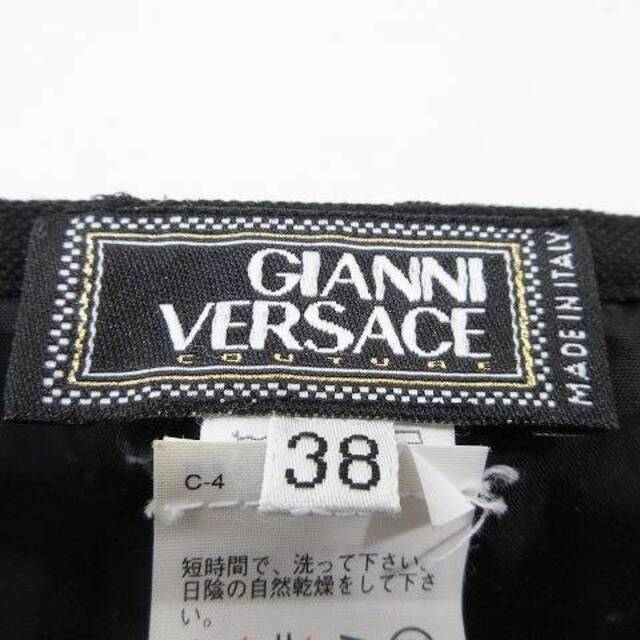 GIANNI
VERSACE
COUTURE
MADE IN ITALY
38
C-4
短時間で、洗って下さい。
日陰の自然乾燥をして下さ
い。